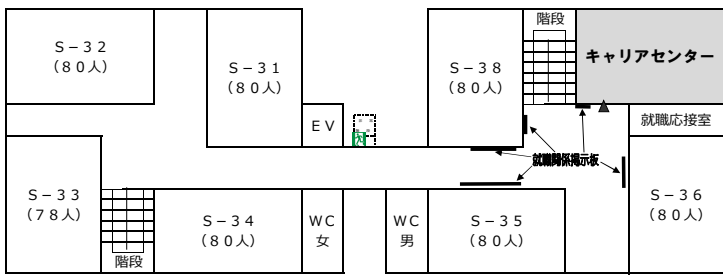 階段
S－32
（80人）
S－31
（80人）
S－38
（80人）
キャリアセンター
EV
就職応接室
就職関係掲示板
S－33
（78人）
S－34
（80人）
WC
女
WC
男
S－35
（80人）
S－36
（80人）
階段